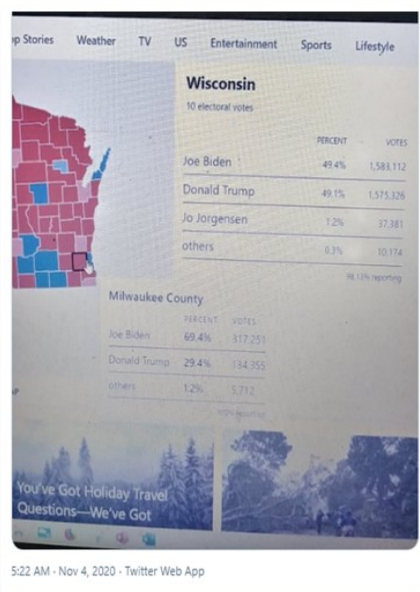 p Stories Weather TV US Entertainment Sports Lifestyle
Wisconsin
10 electoral votes
PERCENT VOTES
Joe Biden 49.4% 1,583,112
Donald Trump 49.1% 1,575,326
Jo Jorgensen 1.2% 37,381
others 0.3% 10,174
98.13% reporting
Milwaukee County
PERCENT VOTES
Joe Biden 69.4% 317,251
Donald Trump 29.4% 134,355
others 1.2% 5,712
reporting
You've Got Holiday Travel
Questions—We've Got
5:22 AM · Nov 4, 2020 · Twitter Web App